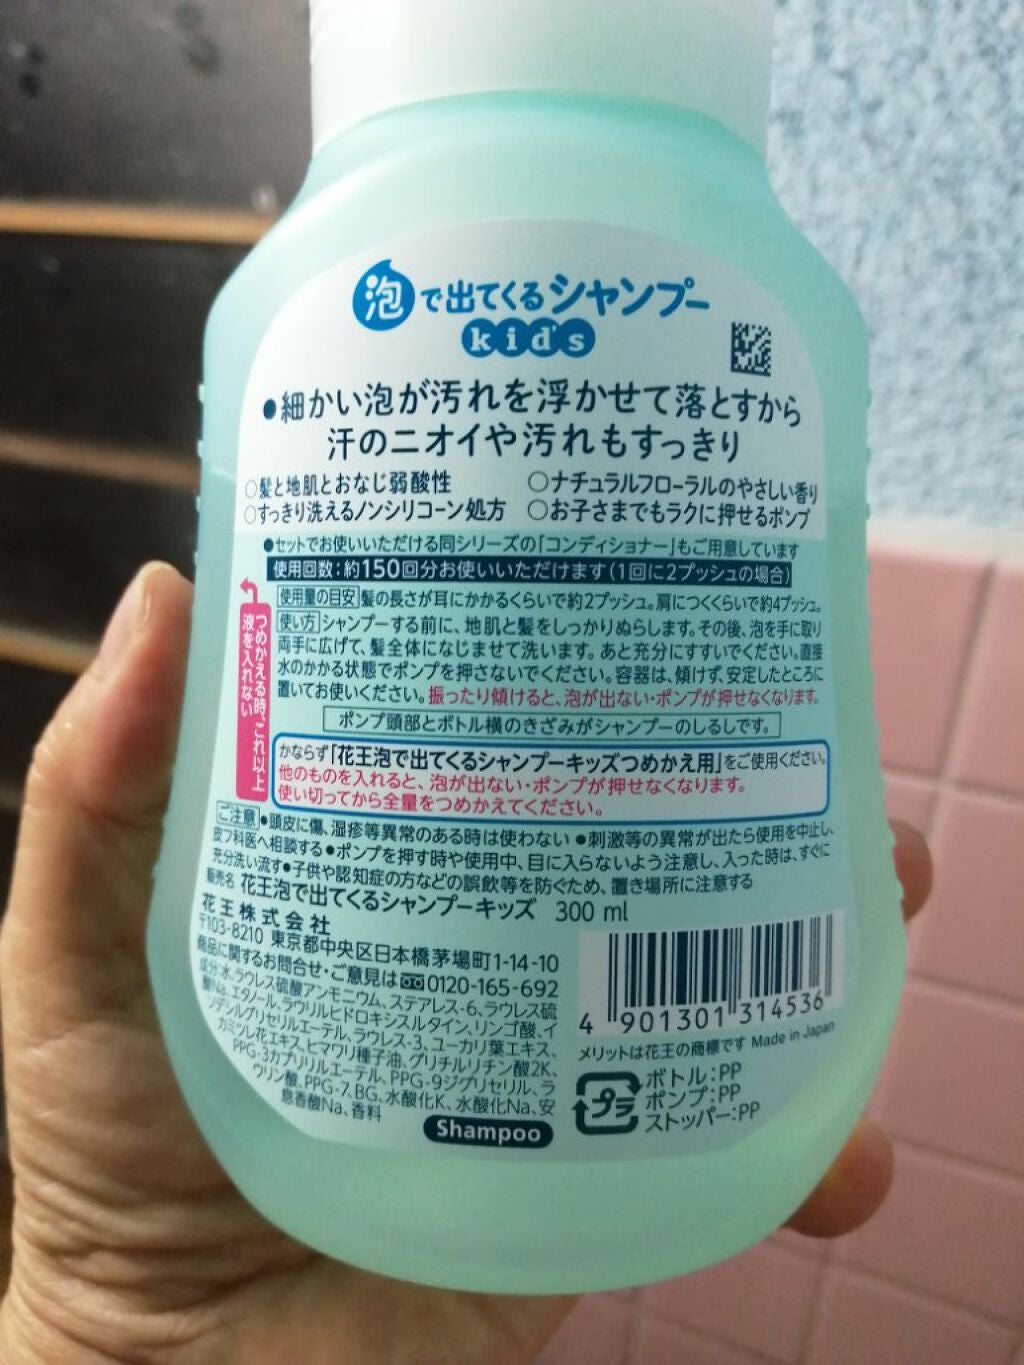 泡で出てくるシャンプー
kid's
●細かい泡が汚れを浮かせて落とすから
汗のニオイや汚れもすっきり
○髪と地肌とおなじ弱酸性 ○ナチュラルフローラルのやさしい香り
○すっきり洗えるノンシリコーン処方 ○お子さまでもラクに押せるポンプ
●セットでお使いいただける同シリーズの「コンディショナー」もご用意しています
使用回数:約150回分お使いいただけます(1回に2プッシュの場合)
使用量の目安 髪の長さが耳にかかるくらいで約2プッシュ。肩につくくらいで約4プッシュ。
使い方 シャンプーする前に、地肌と髪をしっかりぬらします。その後、泡を手に取り
両手に広げて、髪全体になじませて洗います。あと充分にすすいでください。直接
水のかかる状態でポンプを押さないでください。容器は、傾けず、安定したところに
置いてお使いください。振ったり傾けると、泡が出ない・ポンプが押せなくなります。
つめかえる時、これ以上
液を入れない
ポンプ頭部とボトル横のきざみがシャンプーのしるしです。
かならず「花王泡で出てくるシャンプーキッズつめかえ用」をご使用ください。
他のものを入れると、泡が出ない・ポンプが押せなくなります。
使い切ってから全量をつめかえてください。
ご注意 ●頭皮に傷、湿疹等異常のある時は使わない ●刺激等の異常が出たら使用を中止し、
皮フ科医へ相談する ●ポンプを押す時や使用中、目に入らないよう注意し、入った時は、すぐに
充分洗い流す ●子供や認知症の方などの誤飲等を防ぐため、置き場所に注意する
販売名 花王泡で出てくるシャンプーキッズ 300 ml
花王株式会社
〒103-8210 東京都中央区日本橋茅場町1-14-10
商品に関するお問合せ・ご意見は 0120-165-692
成分:水、ラウレス硫酸アンモニウム、ステアレス-6、ラウレス硫
酸Na、エタノール、ラウリルヒドロキシスルタイン、リンゴ酸、イ
ソデシルグリセリルエーテル、ラウレス-3、ユーカリ葉エキス、
カミツレ花エキス、ヒマワリ種子油、グリチルリチン酸2K、
PPG-3カプリリルエーテル、PPG-9ジグリセリル、ラ
ウリン酸、PPG-7、BG、水酸化K、水酸化Na、安
息香酸Na、香料
4 901301 314536
メリットは花王の商標です Made in Japan
プラ
ボトル:PP
ポンプ:PP
ストッパー:PP
Shampoo